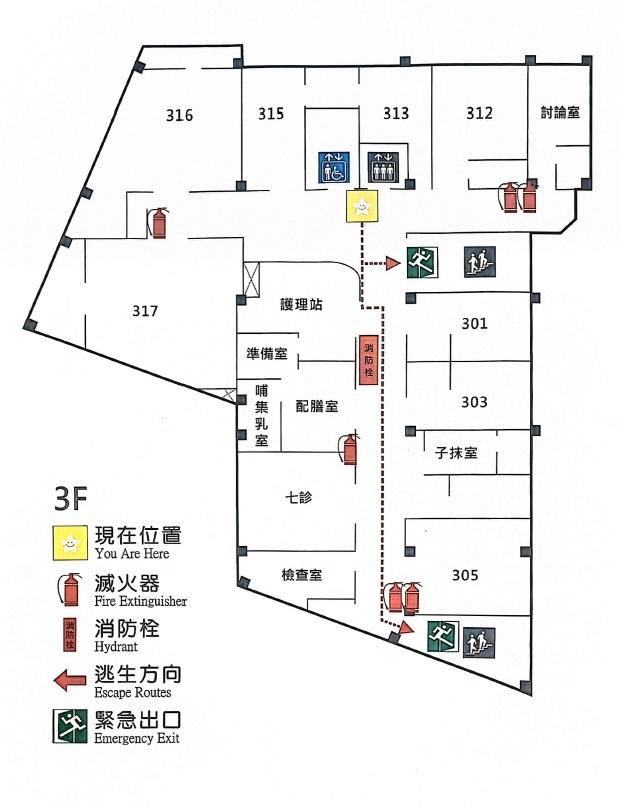 316
315
313
312
討論室
317
護理站
301
準備室
消防栓
303
哺集乳室
配膳室
子抹室
七診
檢查室
305
3F
現在位置
You Are Here
滅火器
Fire Extinguisher
消防栓
消防栓
Hydrant
逃生方向
Escape Routes
緊急出口
Emergency Exit